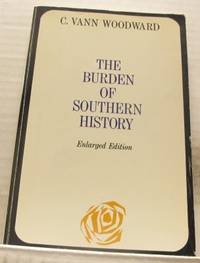 C. VANN WOODWARD
THE
BURDEN
OF
SOUTHERN
HISTORY
Enlarged Edition